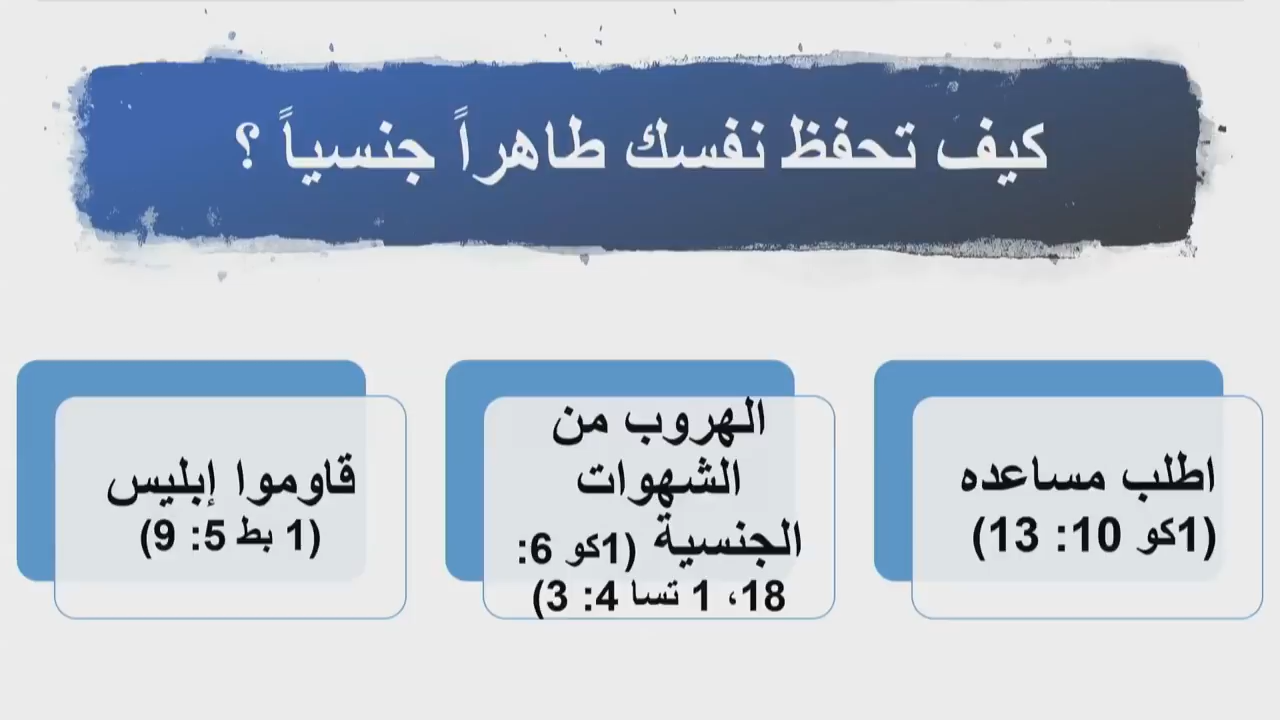 كيف تحفظ نفسك طاهراً جنسياً ؟
اطلب مساعده
(1كو 10: 13)
الهروب من
الشهوات
الجنسية (1كو 6:
18، 1 تسا 4: 3)
قاوموا إبليس
(1 بط 5: 9)